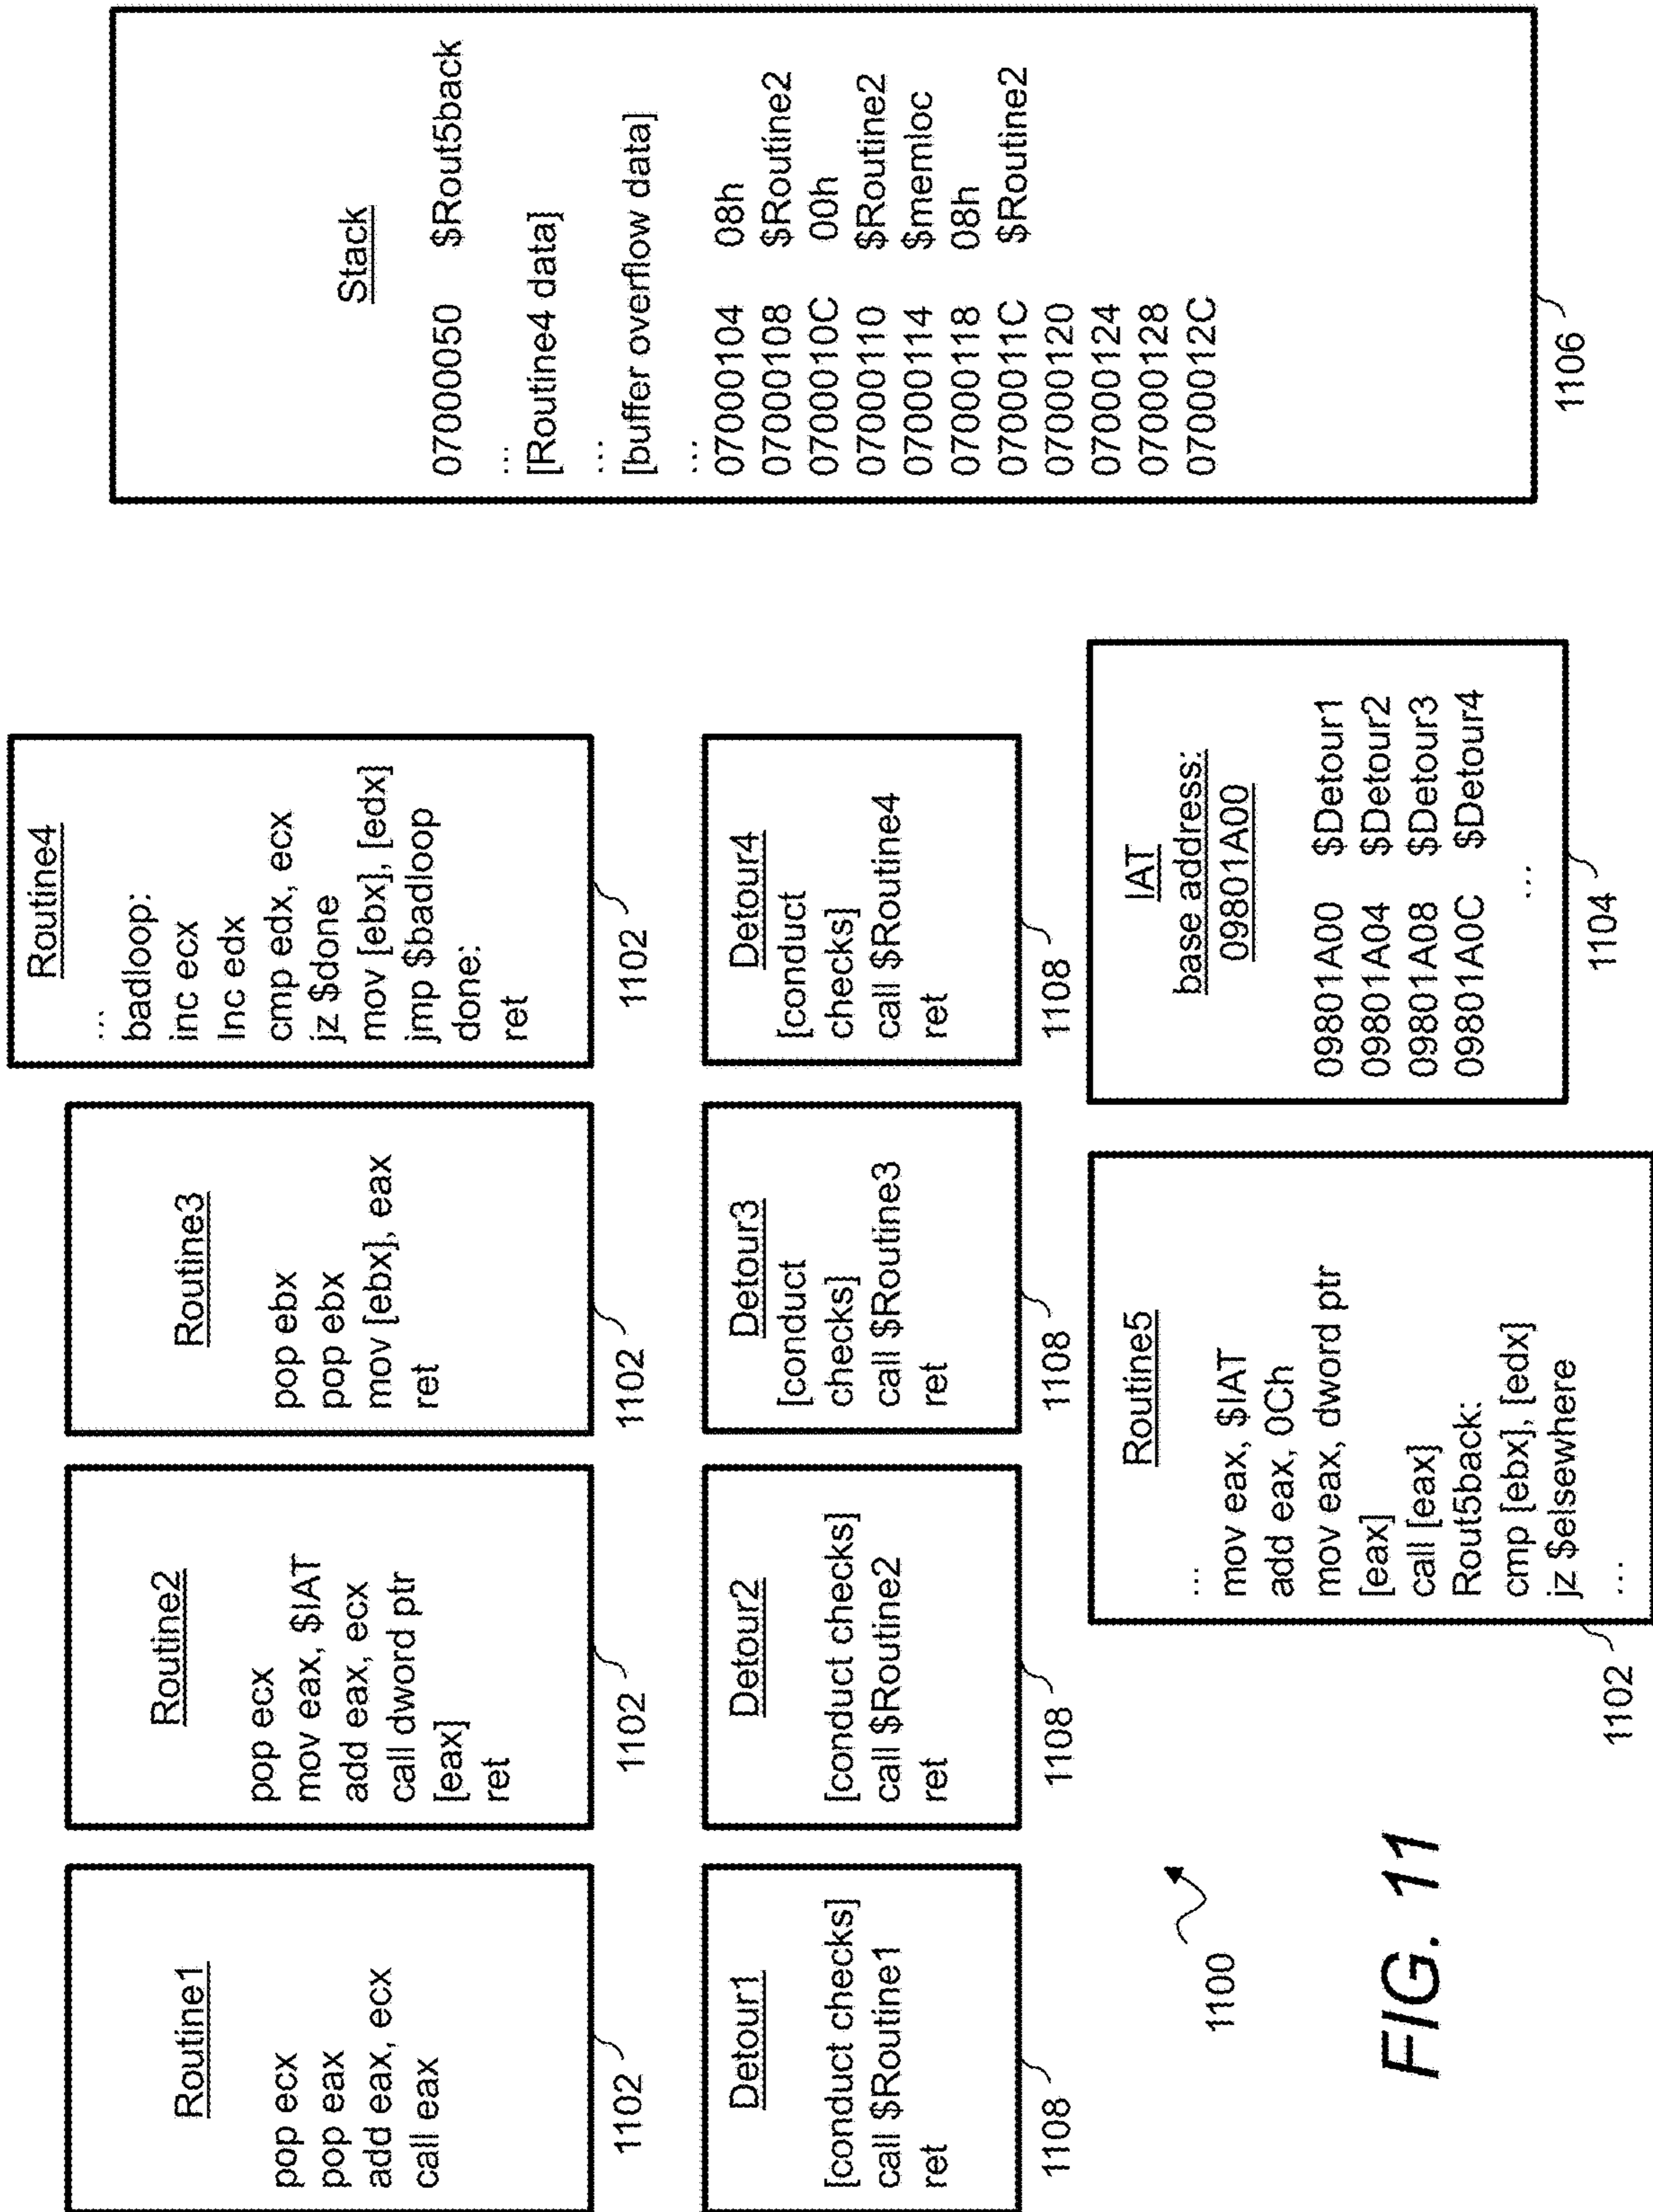 Routine1
pop ecx
pop eax
add eax, ecx
call eax
1102
Routine2
pop ecx
mov eax, $IAT
add eax, ecx
call dword ptr
[eax]
ret
1102
Routine3
pop ebx
pop ebx
mov [ebx], eax
ret
1102
Routine4
...
badloop:
inc ecx
Inc edx
cmp edx, ecx
jz $done
mov [ebx], [edx]
jmp $badloop
done:
ret
1102
Detour1
[conduct checks]
call $Routine1
ret
1108
Detour2
[conduct checks]
call $Routine2
ret
1108
Detour3
[conduct
checks]
call $Routine3
ret
1108
Detour4
[conduct
checks]
call $Routine4
ret
1108
1100
FIG. 11
Routine5
...
mov eax, $IAT
add eax, 0Ch
mov eax, dword ptr
[eax]
call [eax]
Rout5back:
cmp [ebx], [edx]
jz $elsewhere
...
1102
IAT
base address:
09801A00
09801A00 $Detour1
09801A04 $Detour2
09801A08 $Detour3
09801A0C $Detour4
...
1104
Stack
07000050 $Rout5back
...
[Routine4 data]
...
[buffer overflow data]
...
07000104 08h
07000108 $Routine2
0700010C 00h
07000110 $Routine2
07000114 $memloc
07000118 08h
0700011C $Routine2
07000120
07000124
07000128
0700012C
1106